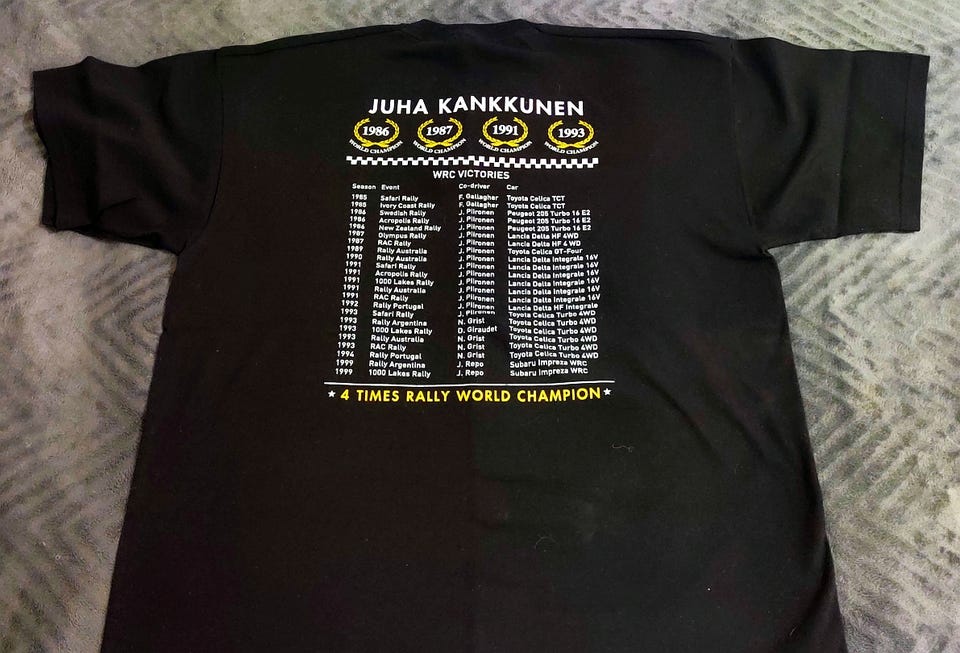 JUHA KANKKUNEN
1986 1987 1991 1993
WORLD CHAMPION WORLD CHAMPION WORLD CHAMPION WORLD CHAMPION
WRC VICTORIES
Season Event Co-driver Car
1985 Safari Rally F. Gallagher Toyota Celica TCT
1985 Ivory Coast Rally F. Gallagher Toyota Celica TCT
1986 Swedish Rally J. Piironen Peugeot 205 Turbo 16 E2
1986 Acropolis Rally J. Piironen Peugeot 205 Turbo 16 E2
1986 New Zealand Rally J. Piironen Peugeot 205 Turbo 16 E2
1987 Olympus Rally J. Piironen Lancia Delta HF 4WD
1987 RAC Rally J. Piironen Lancia Delta HF 4 WD
1989 Rally Australia J. Piironen Toyota Celica GT-Four
1990 Rally Australia J. Piironen Lancia Delta Integrale 16V
1991 Safari Rally J. Piironen Lancia Delta Integrale 16V
1991 Acropolis Rally J. Piironen Lancia Delta Integrale 16V
1991 1000 Lakes Rally J. Piironen Lancia Delta Integrale 16V
1991 Rally Australia J. Piironen Lancia Delta Integrale 16V
1991 RAC Rally J. Piironen Lancia Delta Integrale 16V
1992 Rally Portugal J. Piironen Lancia Delta HF Integrale
1993 Safari Rally J. Piironen Toyota Celica Turbo 4WD
1993 Rally Argentina N. Grist Toyota Celica Turbo 4WD
1993 1000 Lakes Rally D. Giraudet Toyota Celica Turbo 4WD
1993 Rally Australia N. Grist Toyota Celica Turbo 4WD
1993 RAC Rally N. Grist Toyota Celica Turbo 4WD
1994 Rally Portugal N. Grist Toyota Celica Turbo 4WD
1999 Rally Argentina J. Repo Subaru Impreza WRC
1999 1000 Lakes Rally J. Repo Subaru Impreza WRC
★ 4 TIMES RALLY WORLD CHAMPION ★